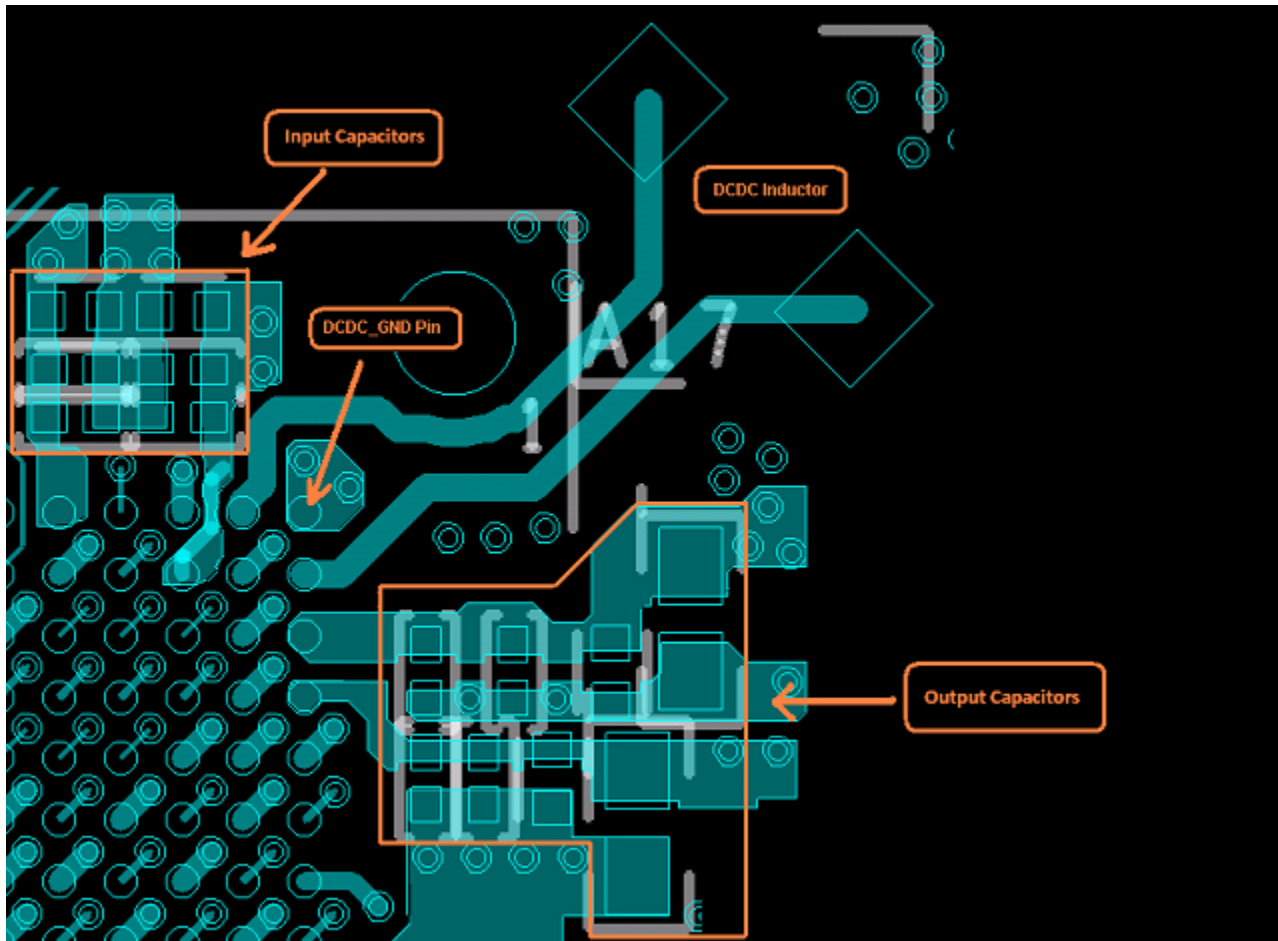 Input Capacitors
DCDC Inductor
DCDC_GND Pin
A17
1
Output Capacitors